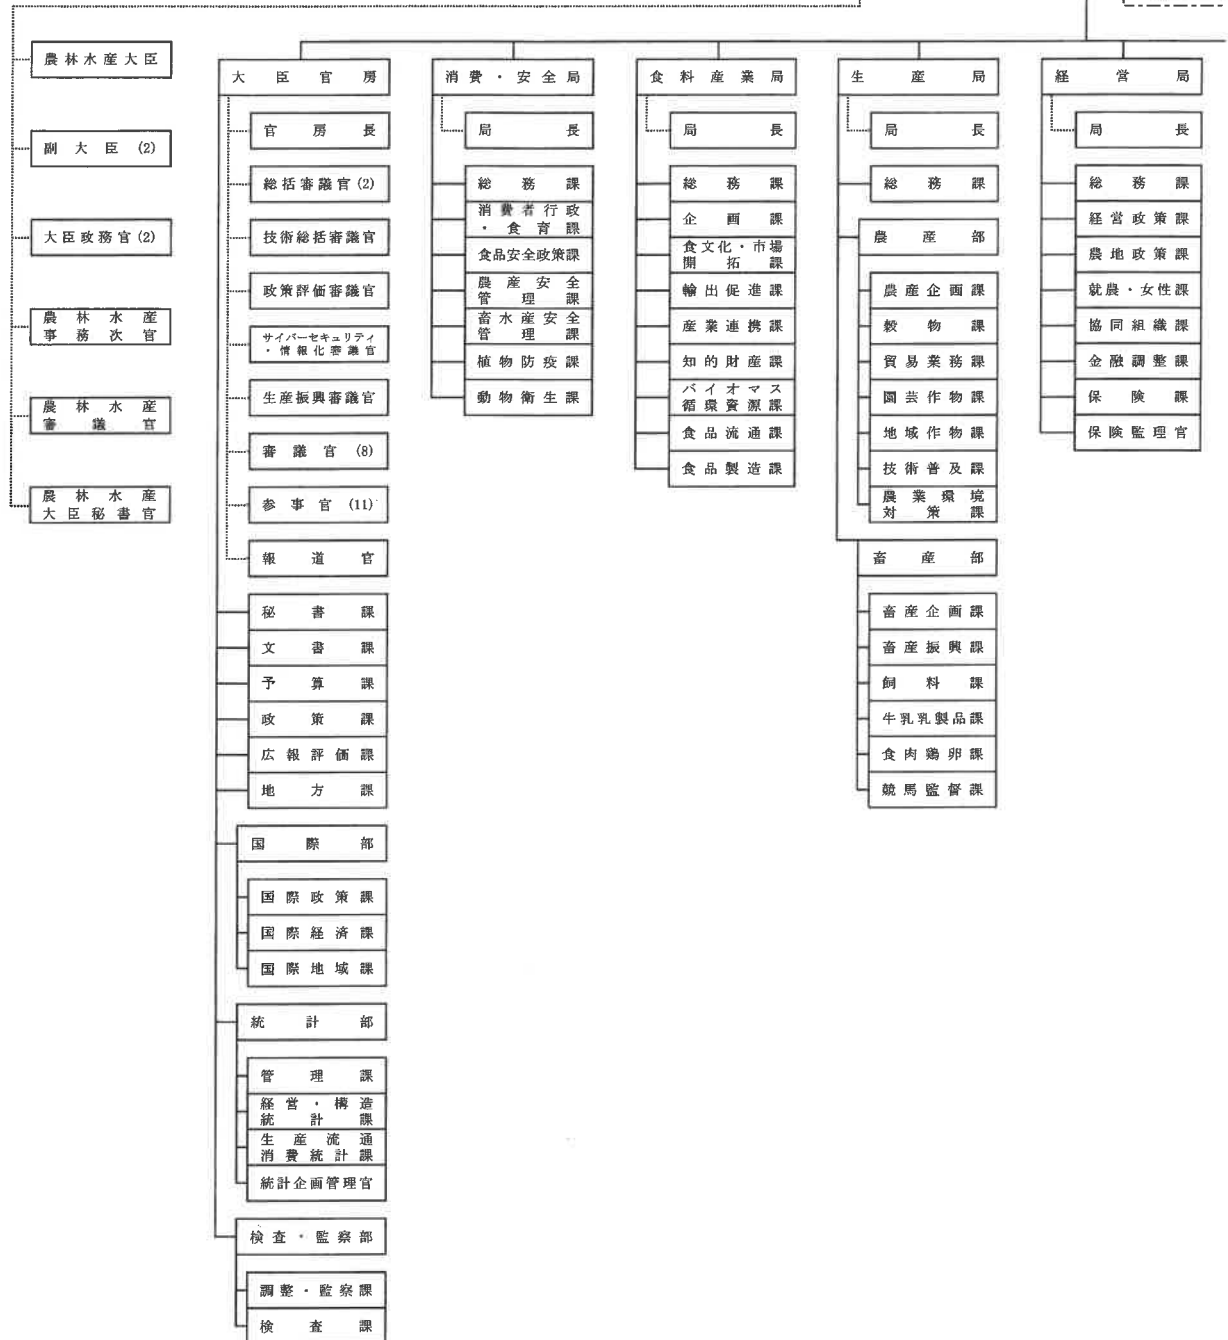 農林水産大臣
副大臣(2)
大臣政務官(2)
農林水産
事務次官
農林水産
審議官
農林水産
大臣秘書官
大臣官房
官房長
総括審議官(2)
技術総括審議官
政策評価審議官
サイバーセキュリティ
・情報化審議官
生産振興審議官
審議官(8)
参事官(11)
報道官
秘書課
文書課
予算課
政策課
広報評価課
地方課
国際部
国際政策課
国際経済課
国際地域課
統計部
管理課
経営・構造
統計課
生産流通
消費統計課
統計企画管理官
検査・監察部
調整・監察課
検査課
消費・安全局
局長
総務課
消費者行政
・食育課
食品安全政策課
農産安全
管理課
畜水産安全
管理課
植物防疫課
動物衛生課
食料産業局
局長
総務課
企画課
食文化・市場
開拓課
輸出促進課
産業連携課
知的財産課
バイオマス
循環資源課
食品流通課
食品製造課
生産局
局長
総務課
農産部
農産企画課
穀物課
貿易業務課
園芸作物課
地域作物課
技術普及課
農業環境
対策課
畜産部
畜産企画課
畜産振興課
飼料課
牛乳乳製品課
食肉鶏卵課
競馬監督課
経営局
局長
総務課
経営政策課
農地政策課
就農・女性課
協同組織課
金融調整課
保険課
保険監理官